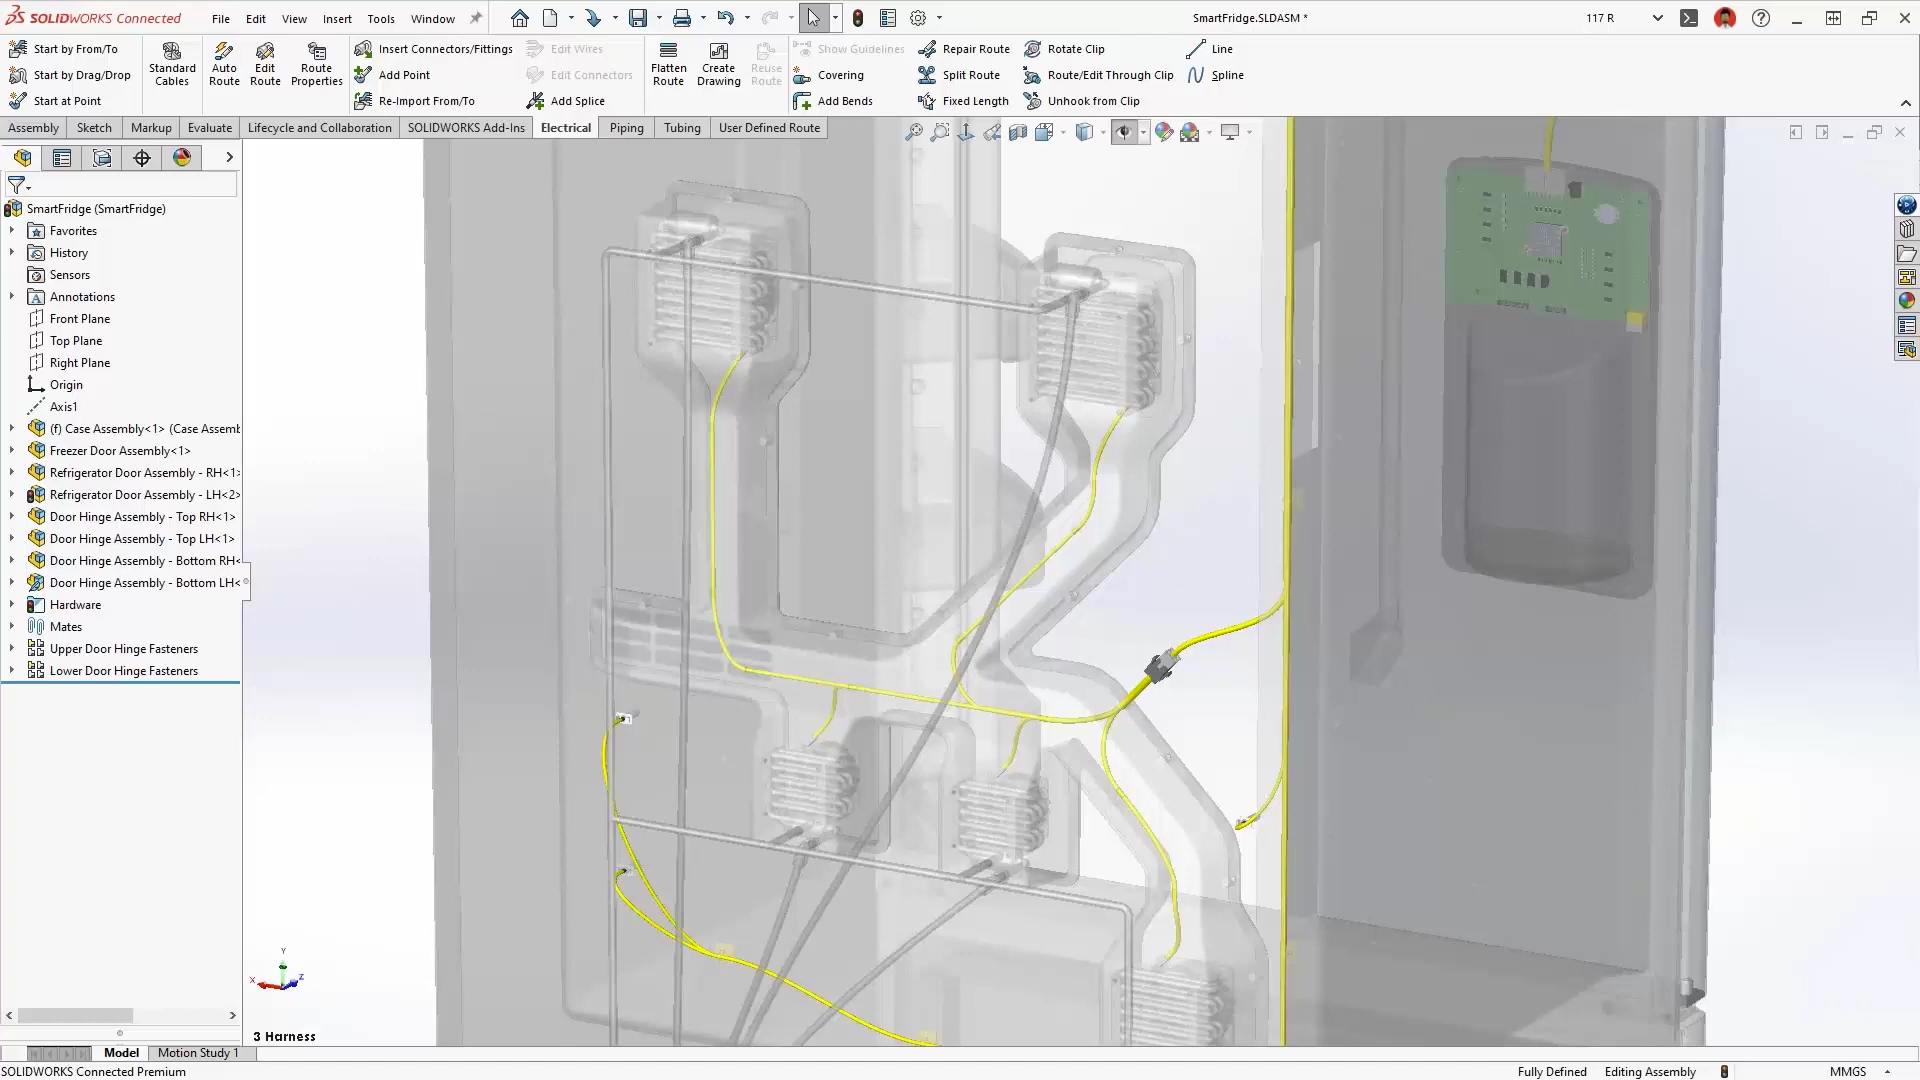 SOLIDWORKS Connected File Edit View Insert Tools Window SmartFridge.SLDASM * 117 R
Start by From/To
Start by Drag/Drop
Start at Point
Standard Cables
Auto Route
Edit Route
Route Properties
Insert Connectors/Fittings
Add Point
Re-Import From/To
Edit Wires
Edit Connectors
Add Splice
Flatten Route
Create Drawing
Reuse Route
Show Guidelines
Covering
Add Bends
Repair Route
Split Route
Fixed Length
Rotate Clip
Route/Edit Through Clip
Unhook from Clip
Line
Spline
Assembly Sketch Markup Evaluate Lifecycle and Collaboration SOLIDWORKS Add-Ins Electrical Piping Tubing User Defined Route
SmartFridge (SmartFridge)
Favorites
History
Sensors
Annotations
Front Plane
Top Plane
Right Plane
Origin
Axis1
(f) Case Assembly<1> (Case Assemb
Freezer Door Assembly<1>
Refrigerator Door Assembly - RH<1>
Refrigerator Door Assembly - LH<2>
Door Hinge Assembly - Top RH<1>
Door Hinge Assembly - Top LH<1>
Door Hinge Assembly - Bottom RH<
Door Hinge Assembly - Bottom LH<
Hardware
Mates
Upper Door Hinge Fasteners
Lower Door Hinge Fasteners
Y
X
Z
3 Harness
Model Motion Study 1
SOLIDWORKS Connected Premium Fully Defined Editing Assembly MMGS